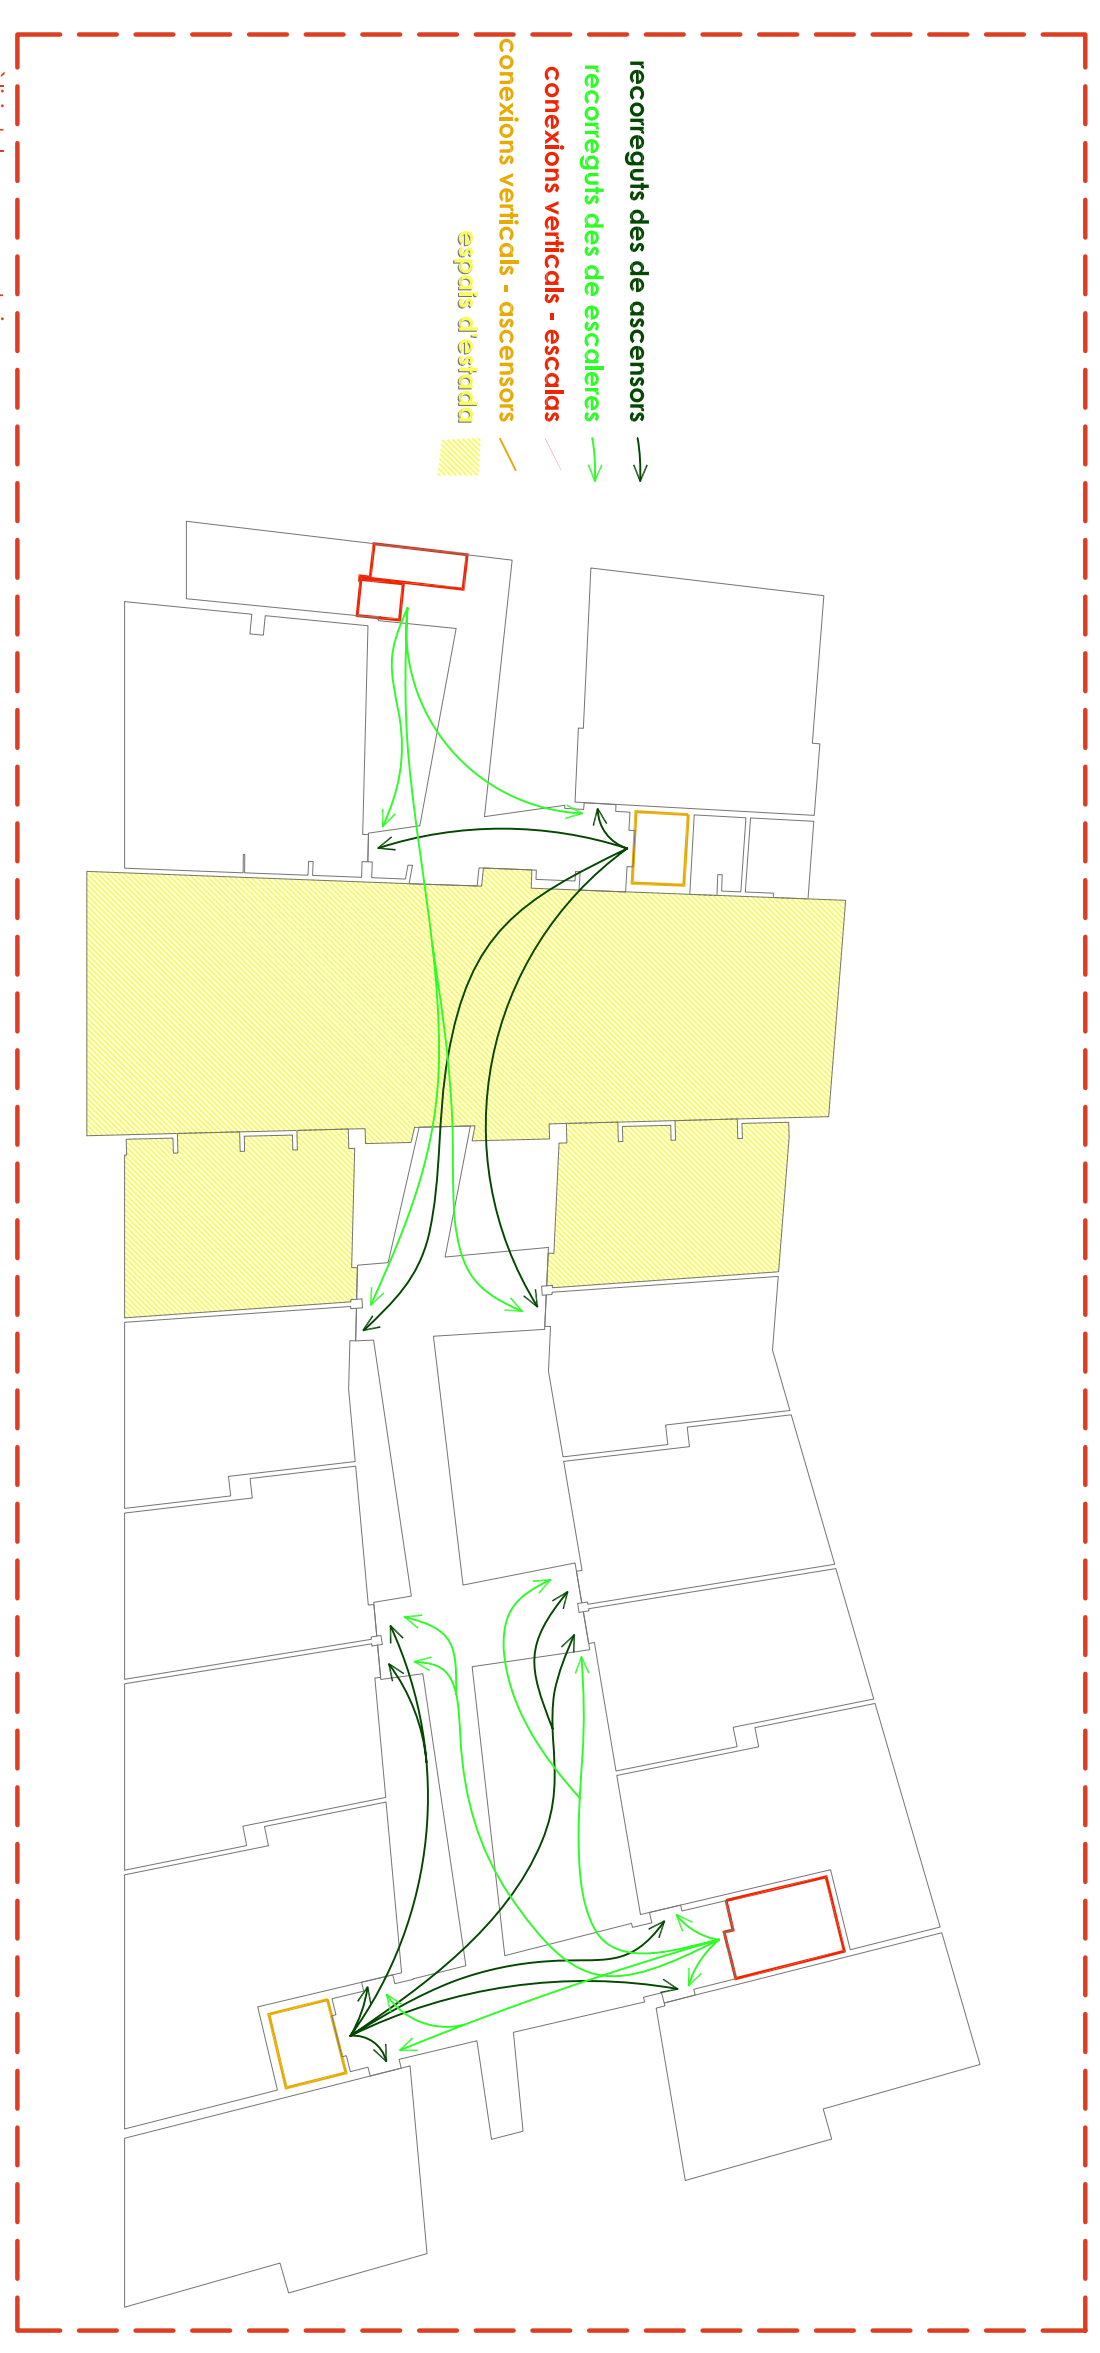 recorreguts des de ascensors
recorreguts des de escaleres
conexions verticals - escalas
conexions verticals - ascensors
espais d'estada